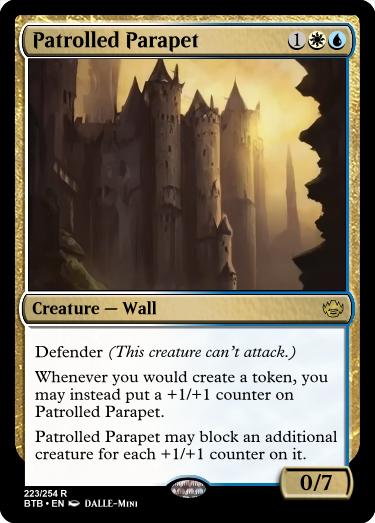 Patrolled Parapet 1
Creature — Wall
Defender (This creature can't attack.)
Whenever you would create a token, you
may instead put a +1/+1 counter on
Patrolled Parapet.
Patrolled Parapet may block an additional
creature for each +1/+1 counter on it.
0/7
223/254 R
BTB • EN DALLE-Mini